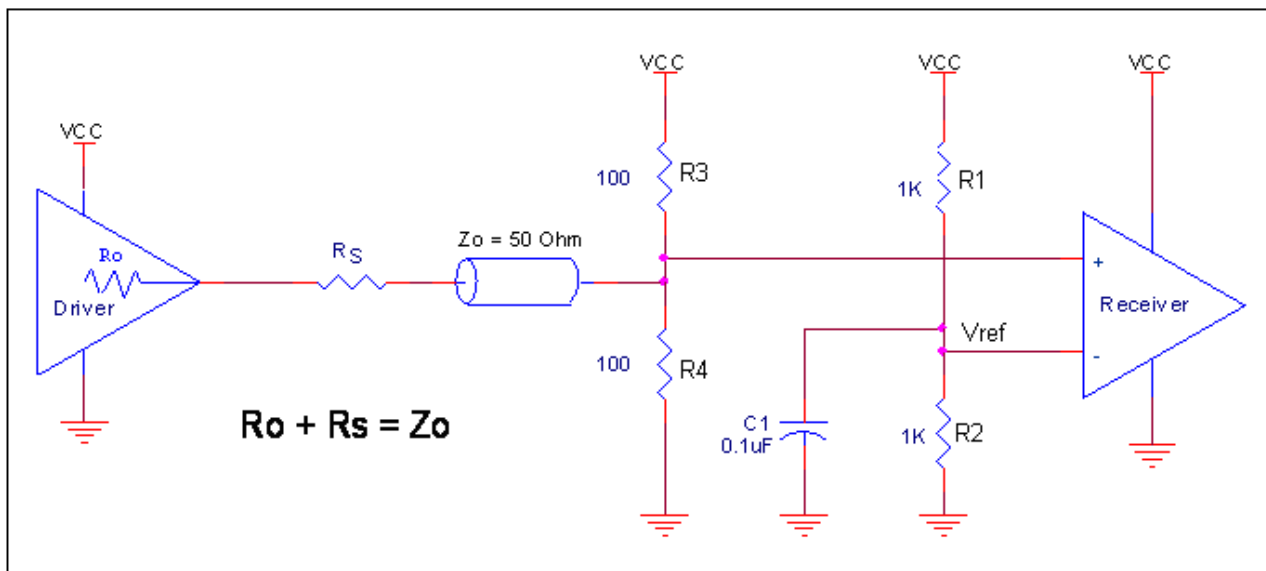 VCC
VCC
VCC
VCC
R3
100
R1
1K
Zo = 50 Ohm
Ro
RS
Driver
+
Receiver
Vref
-
R4
100
Ro + Rs = Zo
C1
0.1uF
R2
1K